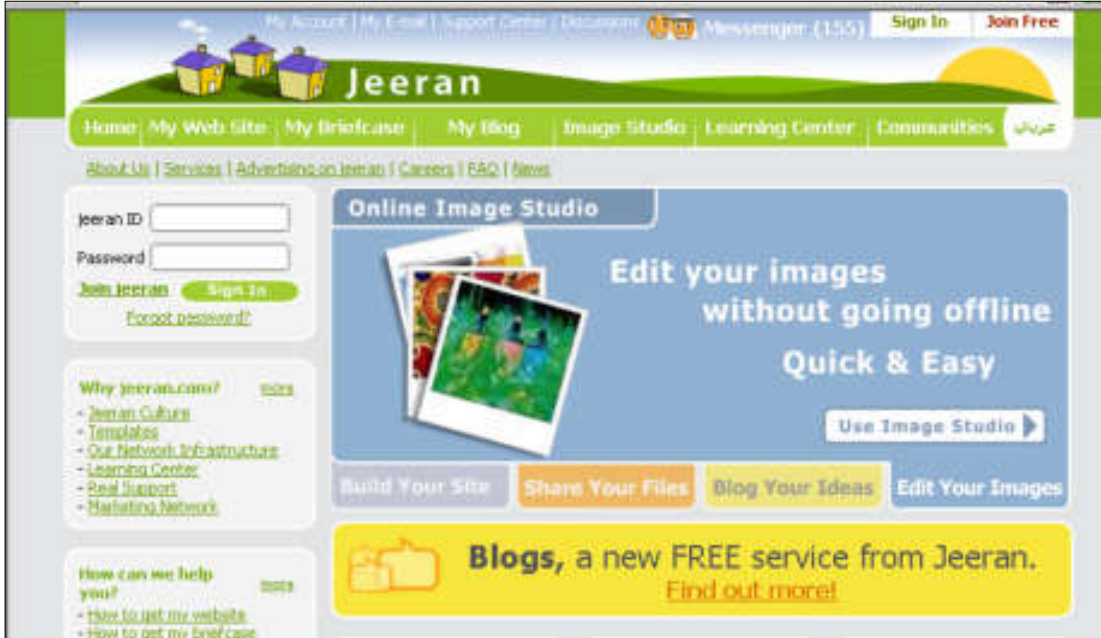 My Account | My E-mail | Support Center | Discussions Messenger (155) Sign In Join Free
Jeeran
Home My Web Site My Briefcase My Blog Image Studio Learning Center Communities عربي
About Us | Services | Advertising on Jeeran | Careers | FAQ | News
Jeeran ID
Password
Join Jeeran Sign In
Forgot password?
Why jeeran.com? more
- Jeeran Culture
- Templates
- Our Network Infrastructure
- Learning Center
- Real Support
- Marketing Network
How can we help you? more
- How to get my website
- How to get my briefcase
Online Image Studio
Edit your images
without going offline
Quick & Easy
Use Image Studio
Build Your Site Share Your Files Blog Your Ideas Edit Your Images
Blogs, a new FREE service from Jeeran.
Find out more!